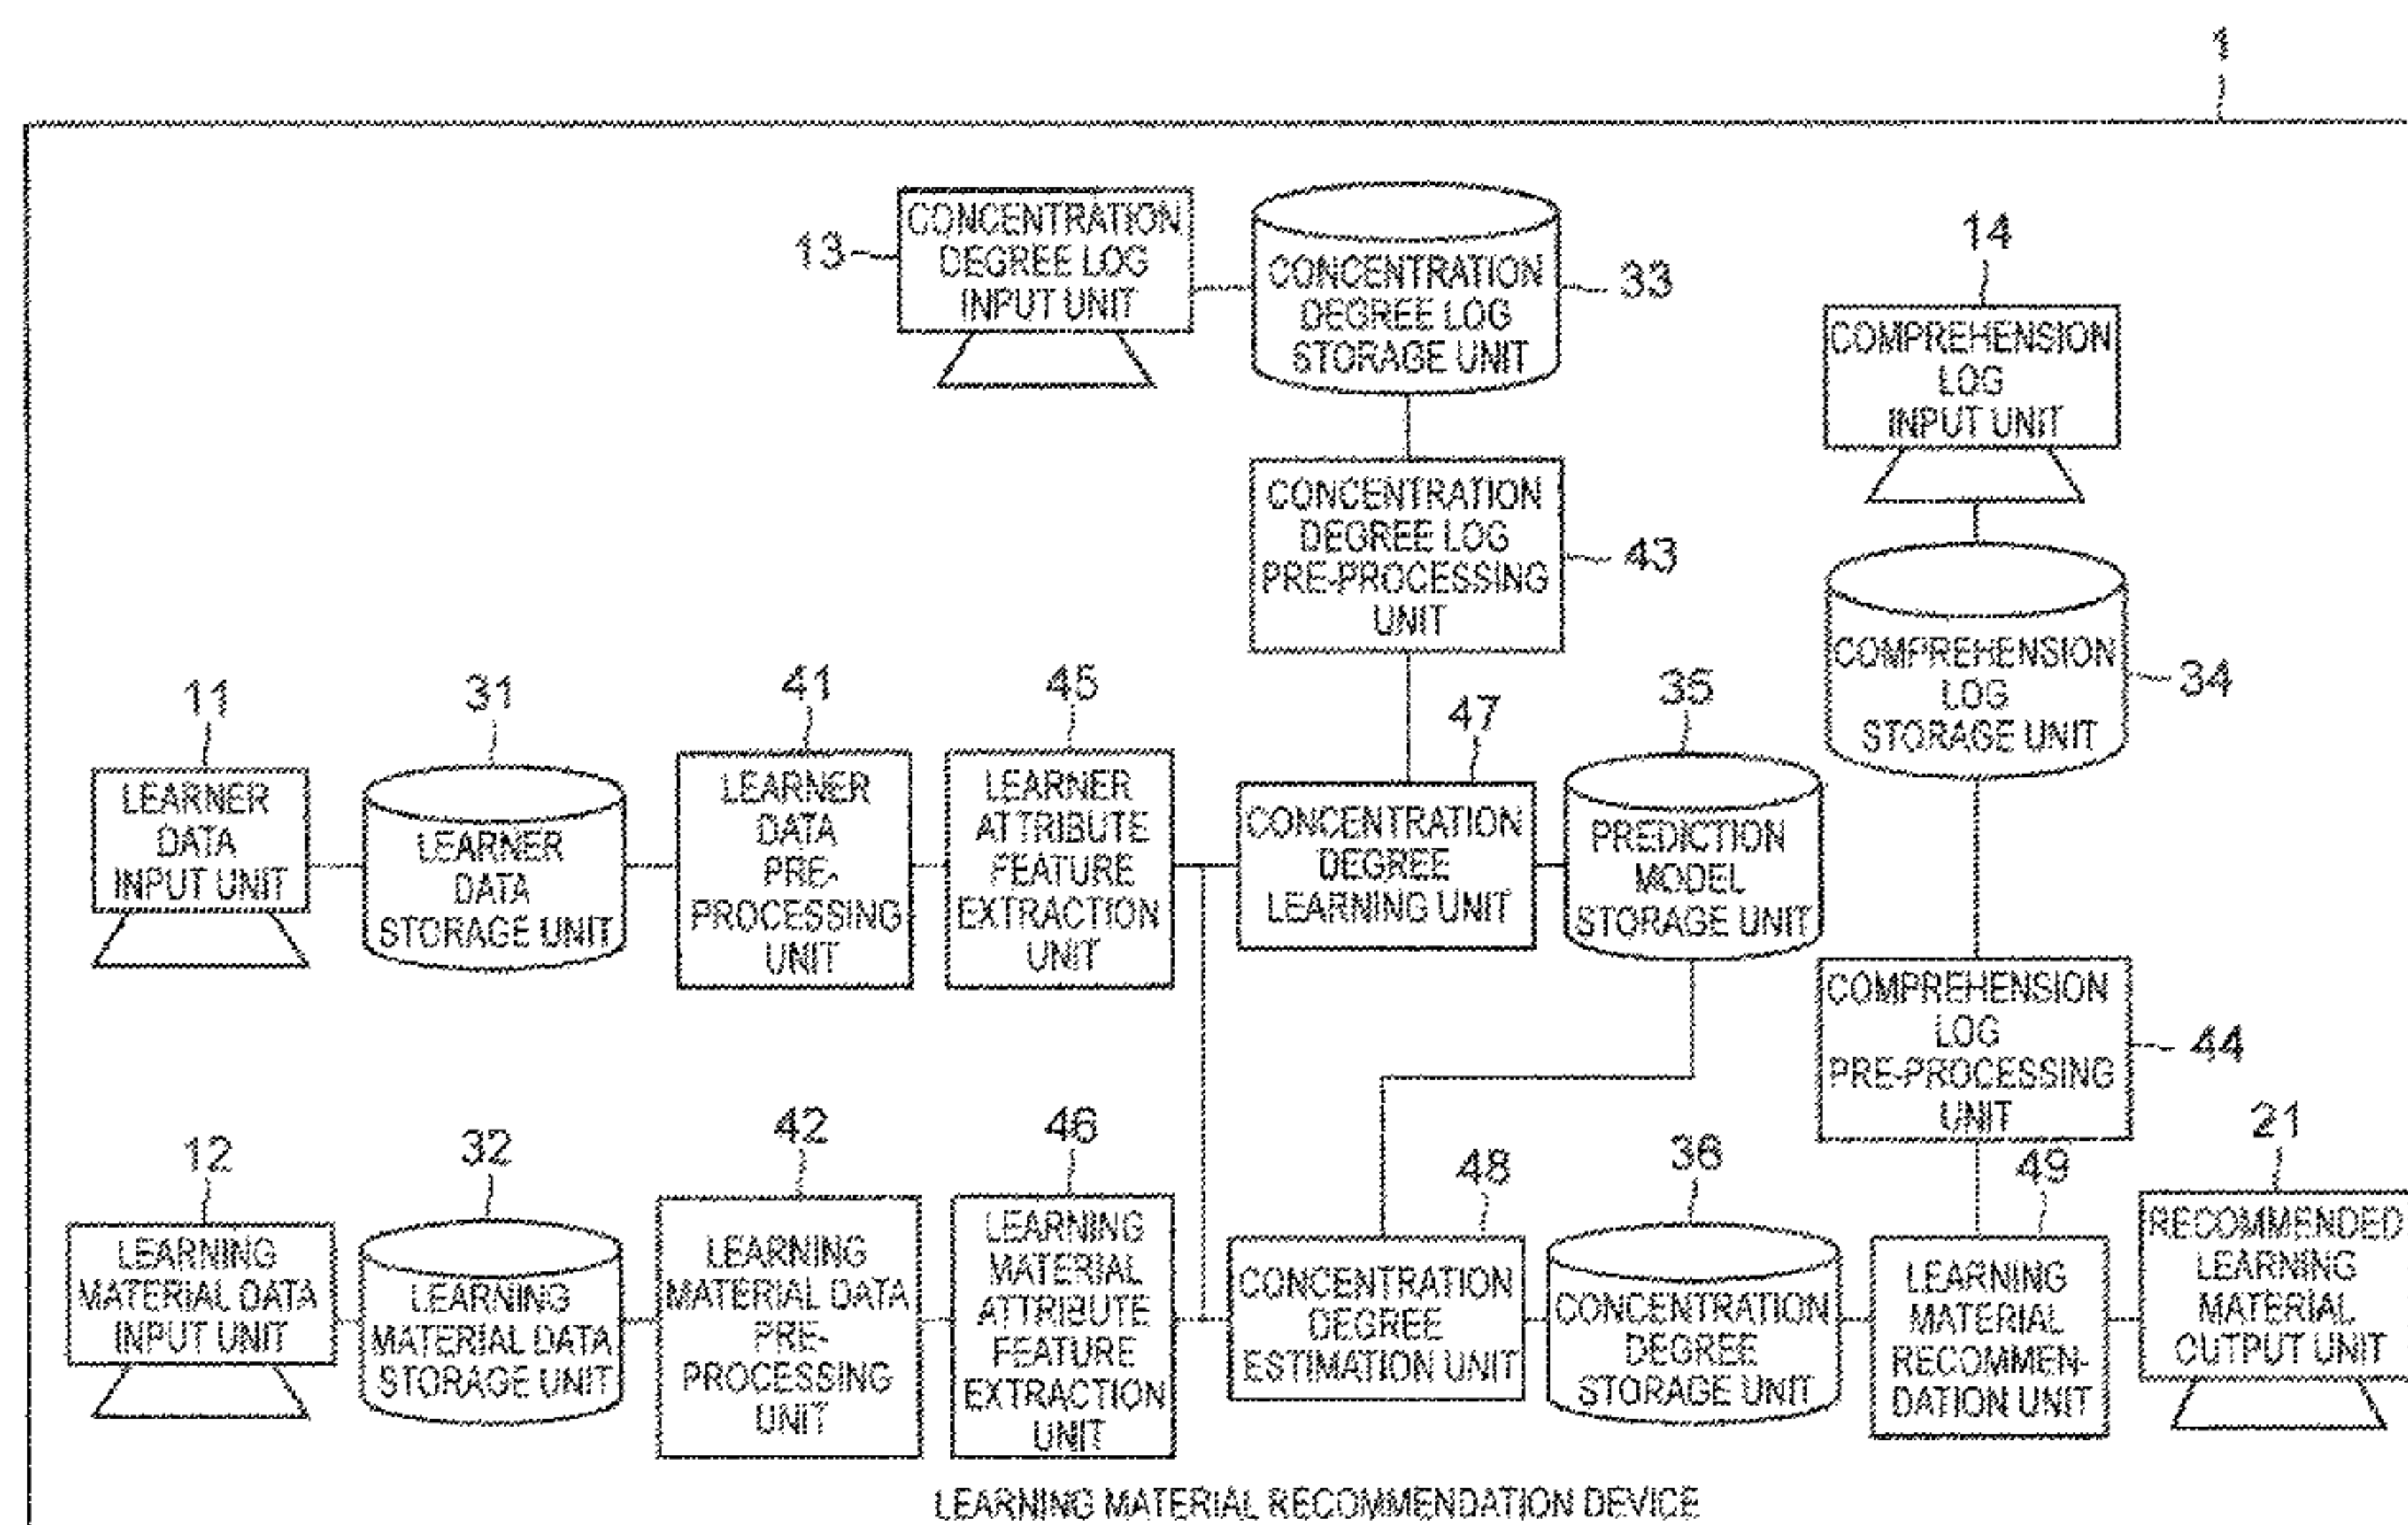 1
13
CONCENTRATION
DEGREE LOG
INPUT UNIT
CONCENTRATION
DEGREE LOG
STORAGE UNIT
33
14
COMPREHENSION
LOG
INPUT UNIT
CONCENTRATION
DEGREE LOG
PRE-PROCESSING
UNIT
43
COMPREHENSION
LOG
STORAGE UNIT
34
11
LEARNER
DATA
INPUT UNIT
31
LEARNER
DATA
STORAGE UNIT
41
LEARNER
DATA
PRE-
PROCESSING
UNIT
45
LEARNER
ATTRIBUTE
FEATURE
EXTRACTION
UNIT
47
CONCENTRATION
DEGREE
LEARNING UNIT
35
PREDICTION
MODEL
STORAGE UNIT
COMPREHENSION
LOG
PRE-PROCESSING
UNIT
44
12
LEARNING
MATERIAL DATA
INPUT UNIT
32
LEARNING
MATERIAL DATA
STORAGE UNIT
42
LEARNING
MATERIAL DATA
PRE-
PROCESSING
UNIT
46
LEARNING
MATERIAL
ATTRIBUTE
FEATURE
EXTRACTION
UNIT
48
CONCENTRATION
DEGREE
ESTIMATION UNIT
36
CONCENTRATION
DEGREE
STORAGE UNIT
49
LEARNING
MATERIAL
RECOMMEN-
DATION UNIT
21
RECOMMENDED
LEARNING
MATERIAL
OUTPUT UNIT
LEARNING MATERIAL RECOMMENDATION DEVICE